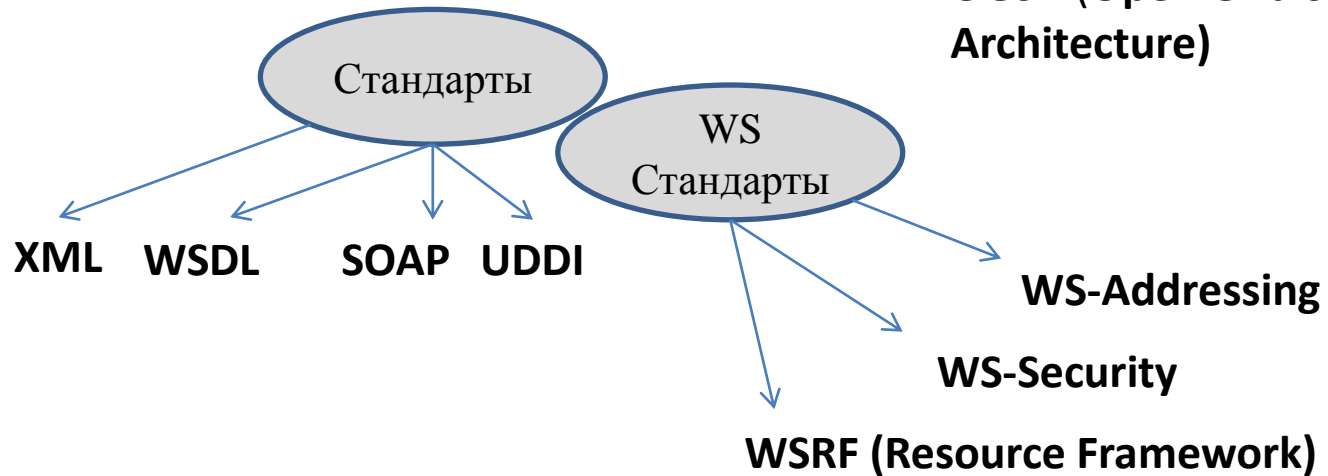 Architecture)
Стандарты
WS
Стандарты
XML WSDL SOAP UDDI
WS-Addressing
WS-Security
WSRF (Resource Framework)